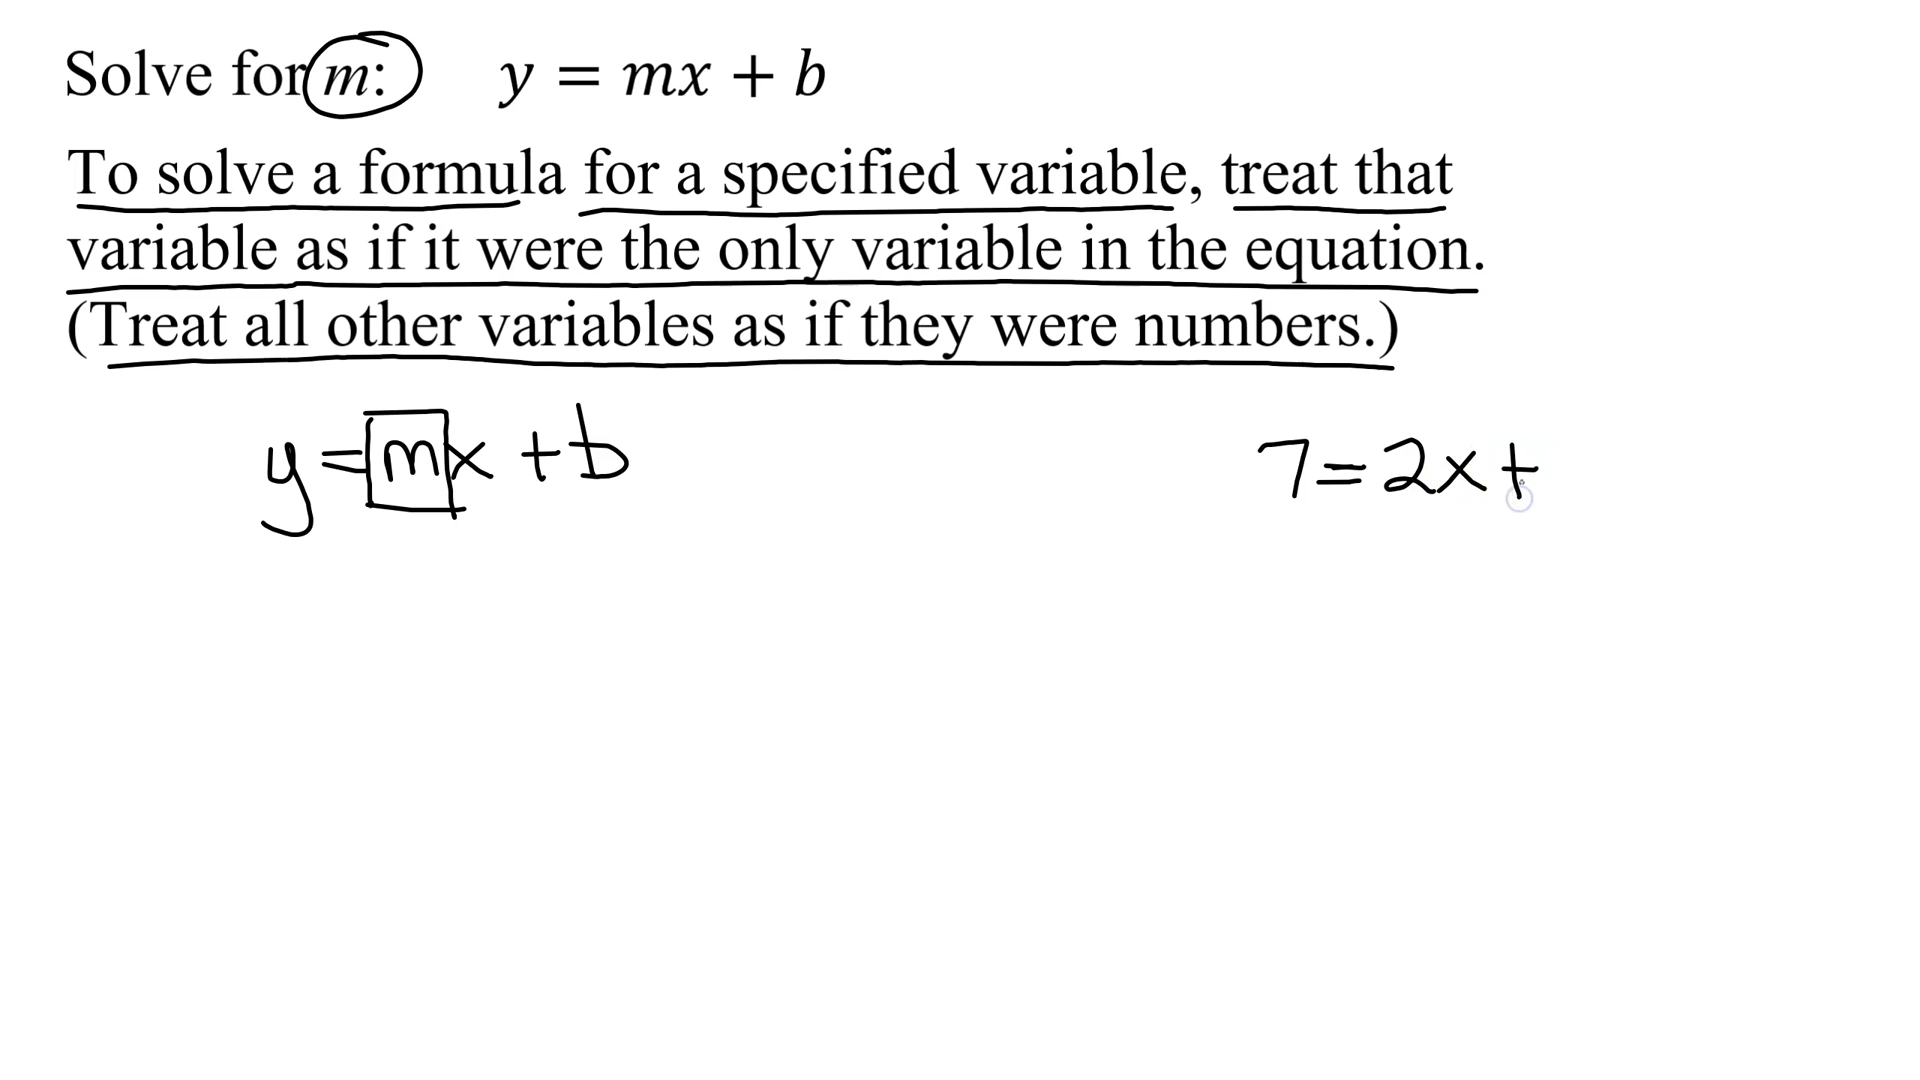 Solve for m: y = mx + b
To solve a formula for a specified variable, treat that
variable as if it were the only variable in the equation.
(Treat all other variables as if they were numbers.)
y = mx + b 7 = 2x +